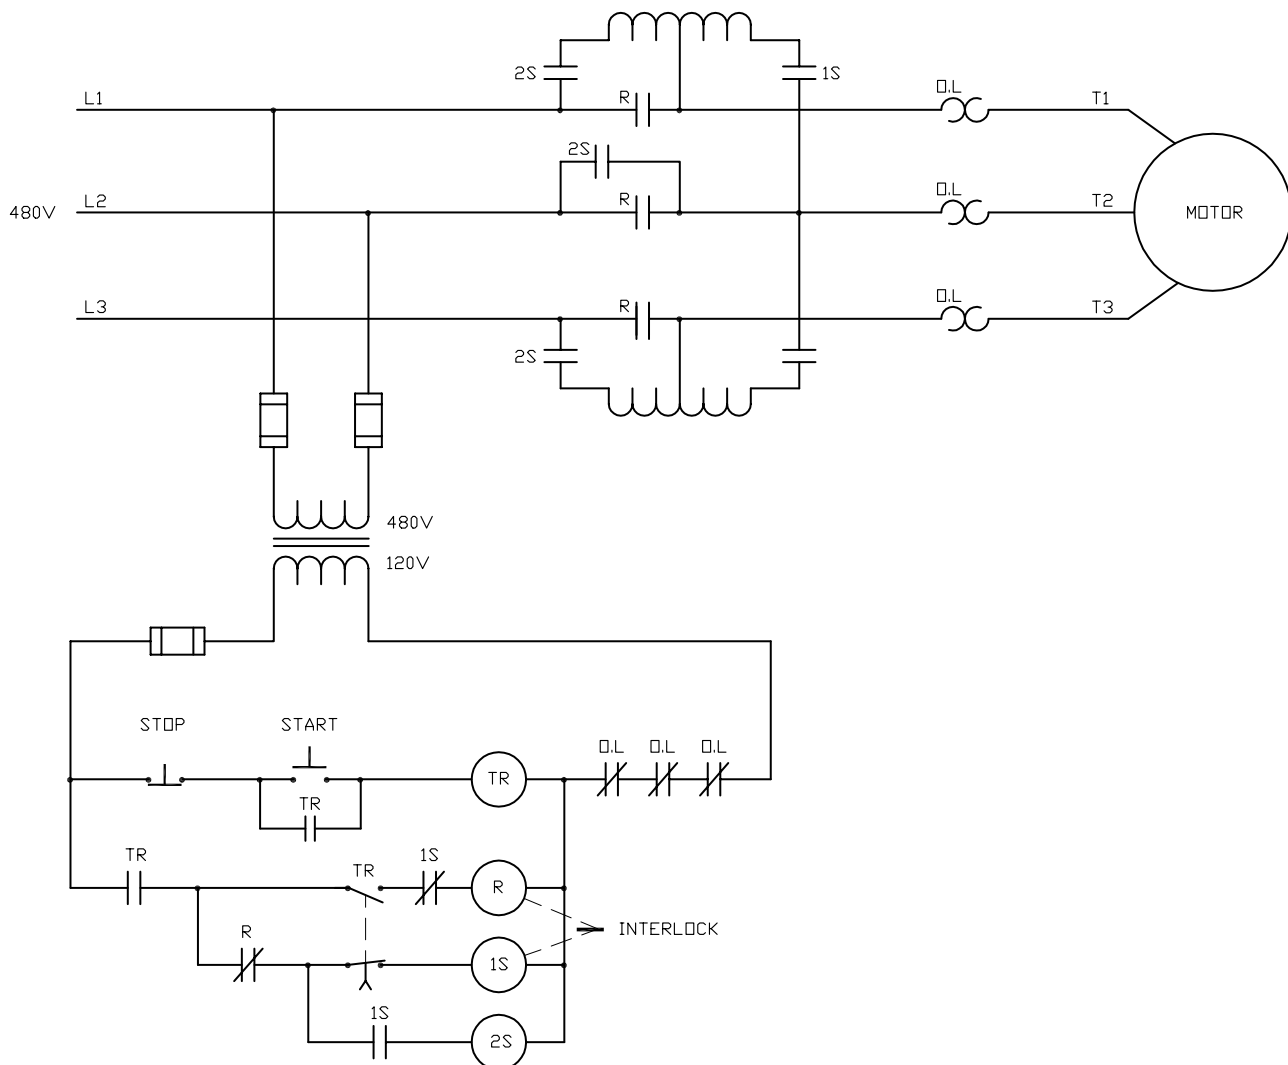 2S
1S
L1
R
O.L
T1
2S
480V
L2
R
O.L
T2
MOTOR
L3
R
O.L
T3
2S
480V
120V
STOP
START
O.L
O.L
O.L
TR
TR
TR
TR
1S
R
R
INTERLOCK
1S
1S
2S